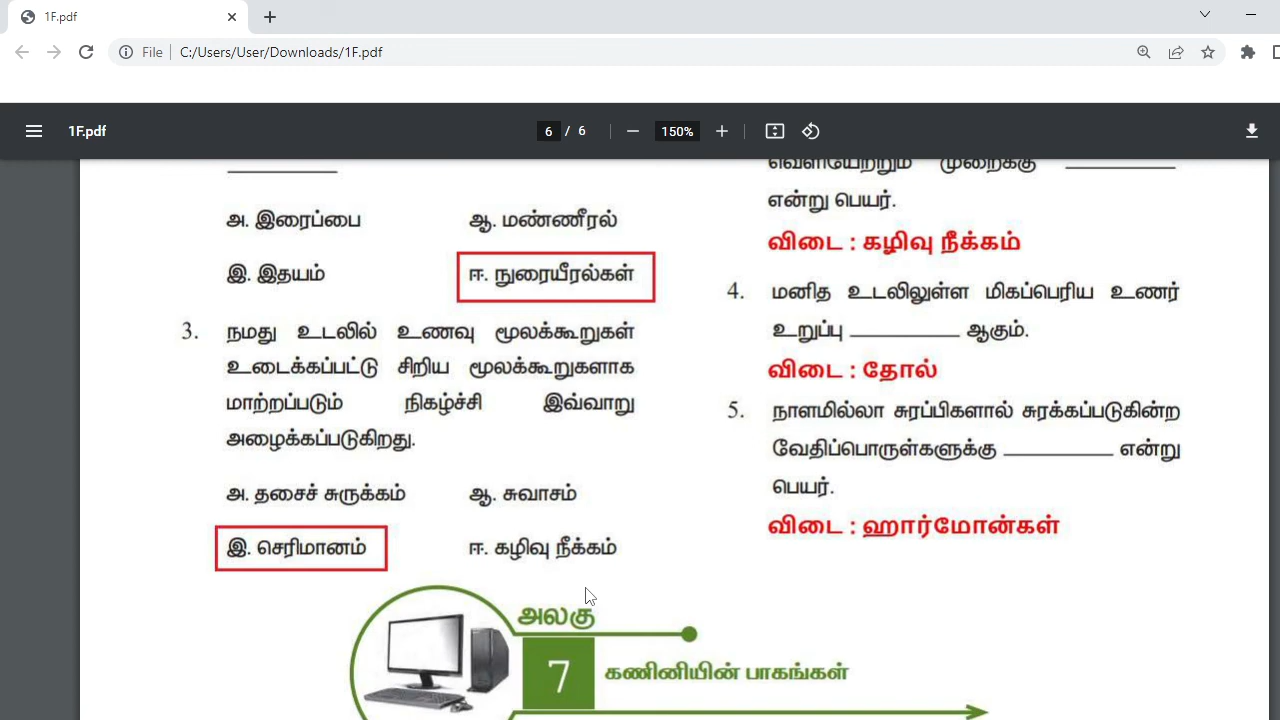 1F.pdf
File
C:/Users/User/Downloads/1F.pdf
1F.pdf
6 / 6
150%
அ. இரைப்பை ஆ. மண்ணீரல்
இ. இதயம் ஈ. நுரையீரல்கள்
3. நமது உடலில் உணவு மூலக்கூறுகள்
உடைக்கப்பட்டு சிறிய மூலக்கூறுகளாக
மாற்றப்படும் நிகழ்ச்சி இவ்வாறு
அழைக்கப்படுகிறது.
அ. தசைச் சுருக்கம் ஆ. சுவாசம்
இ. செரிமானம் ஈ. கழிவு நீக்கம்
வெளியேற்றும் முறைக்கு
என்று பெயர்.
விடை : கழிவு நீக்கம்
4. மனித உடலிலுள்ள மிகப்பெரிய உணர்
உறுப்பு ஆகும்.
விடை : தோல்
5. நாளமில்லா சுரப்பிகளால் சுரக்கப்படுகின்ற
வேதிப்பொருள்களுக்கு என்று
பெயர்.
விடை : ஹார்மோன்கள்
அலகு
7 கணினியின் பாகங்கள்